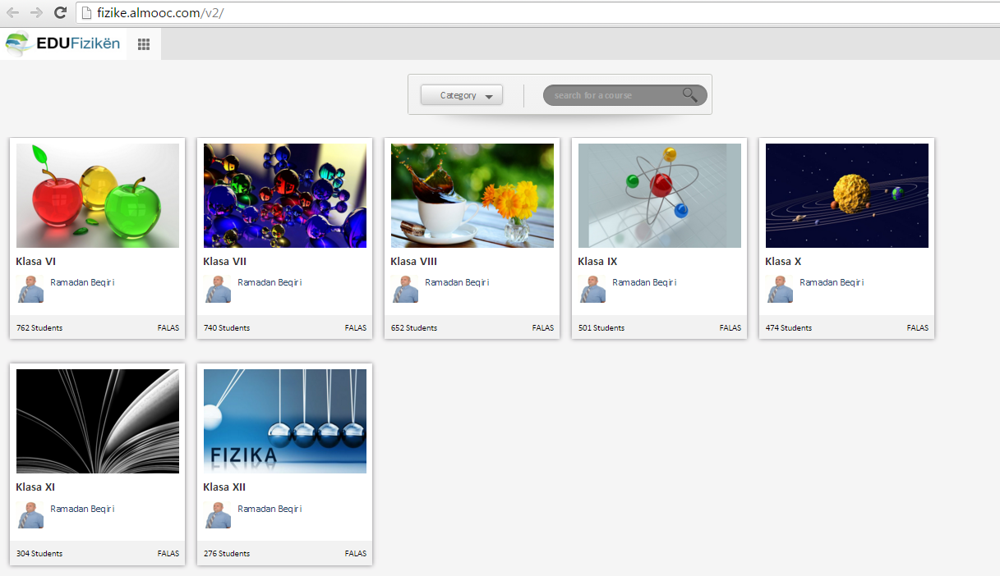 fizike.almooc.com/v2/
EDUFizikën
Category
search for a course
Klasa VI
Ramadan Beqiri
762 Students FALAS
Klasa VII
Ramadan Beqiri
740 Students FALAS
Klasa VIII
Ramadan Beqiri
652 Students FALAS
Klasa IX
Ramadan Beqiri
501 Students FALAS
Klasa X
Ramadan Beqiri
474 Students FALAS
Klasa XI
Ramadan Beqiri
304 Students FALAS
FIZIKA
Klasa XII
Ramadan Beqiri
276 Students FALAS